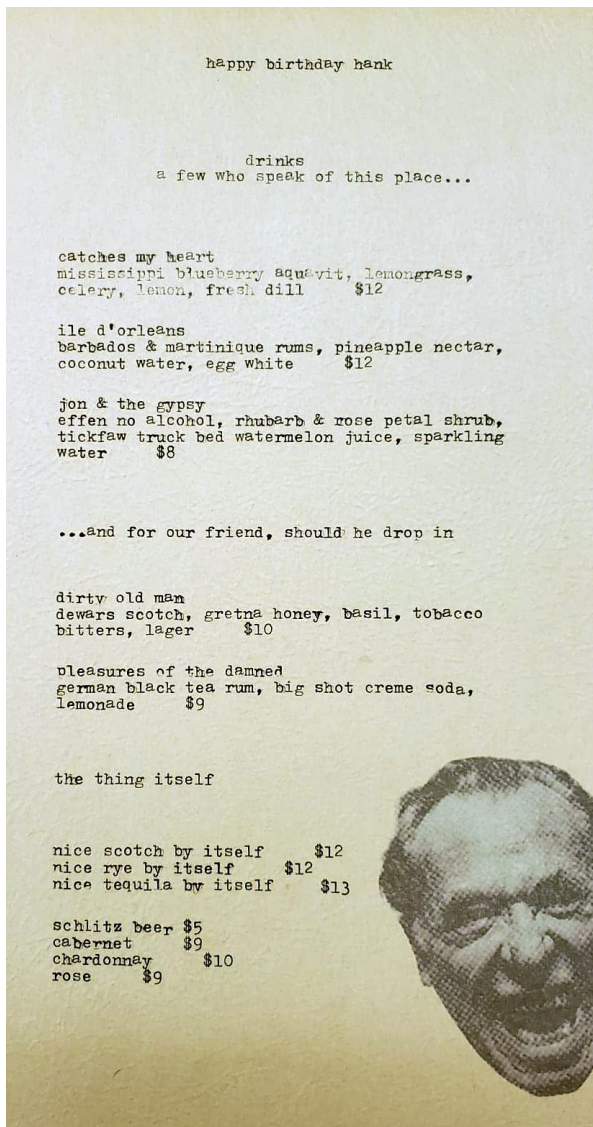 happy birthday hank
drinks
a few who speak of this place...
catches my heart
mississippi blueberry aquavit, lemongrass,
celery, lemon, fresh dill $12
ile d'orleans
barbados & martinique rums, pineapple nectar,
coconut water, egg white $12
jon & the gypsy
effen no alcohol, rhubarb & rose petal shrub,
tickfaw truck bed watermelon juice, sparkling
water $8
...and for our friend, should he drop in
dirty old man
dewars scotch, gretna honey, basil, tobacco
bitters, lager $10
pleasures of the damned
german black tea rum, big shot creme soda,
lemonade $9
the thing itself
nice scotch by itself $12
nice rye by itself $12
nice tequila by itself $13
schlitz beer $5
cabernet $9
chardonnay $10
rose $9